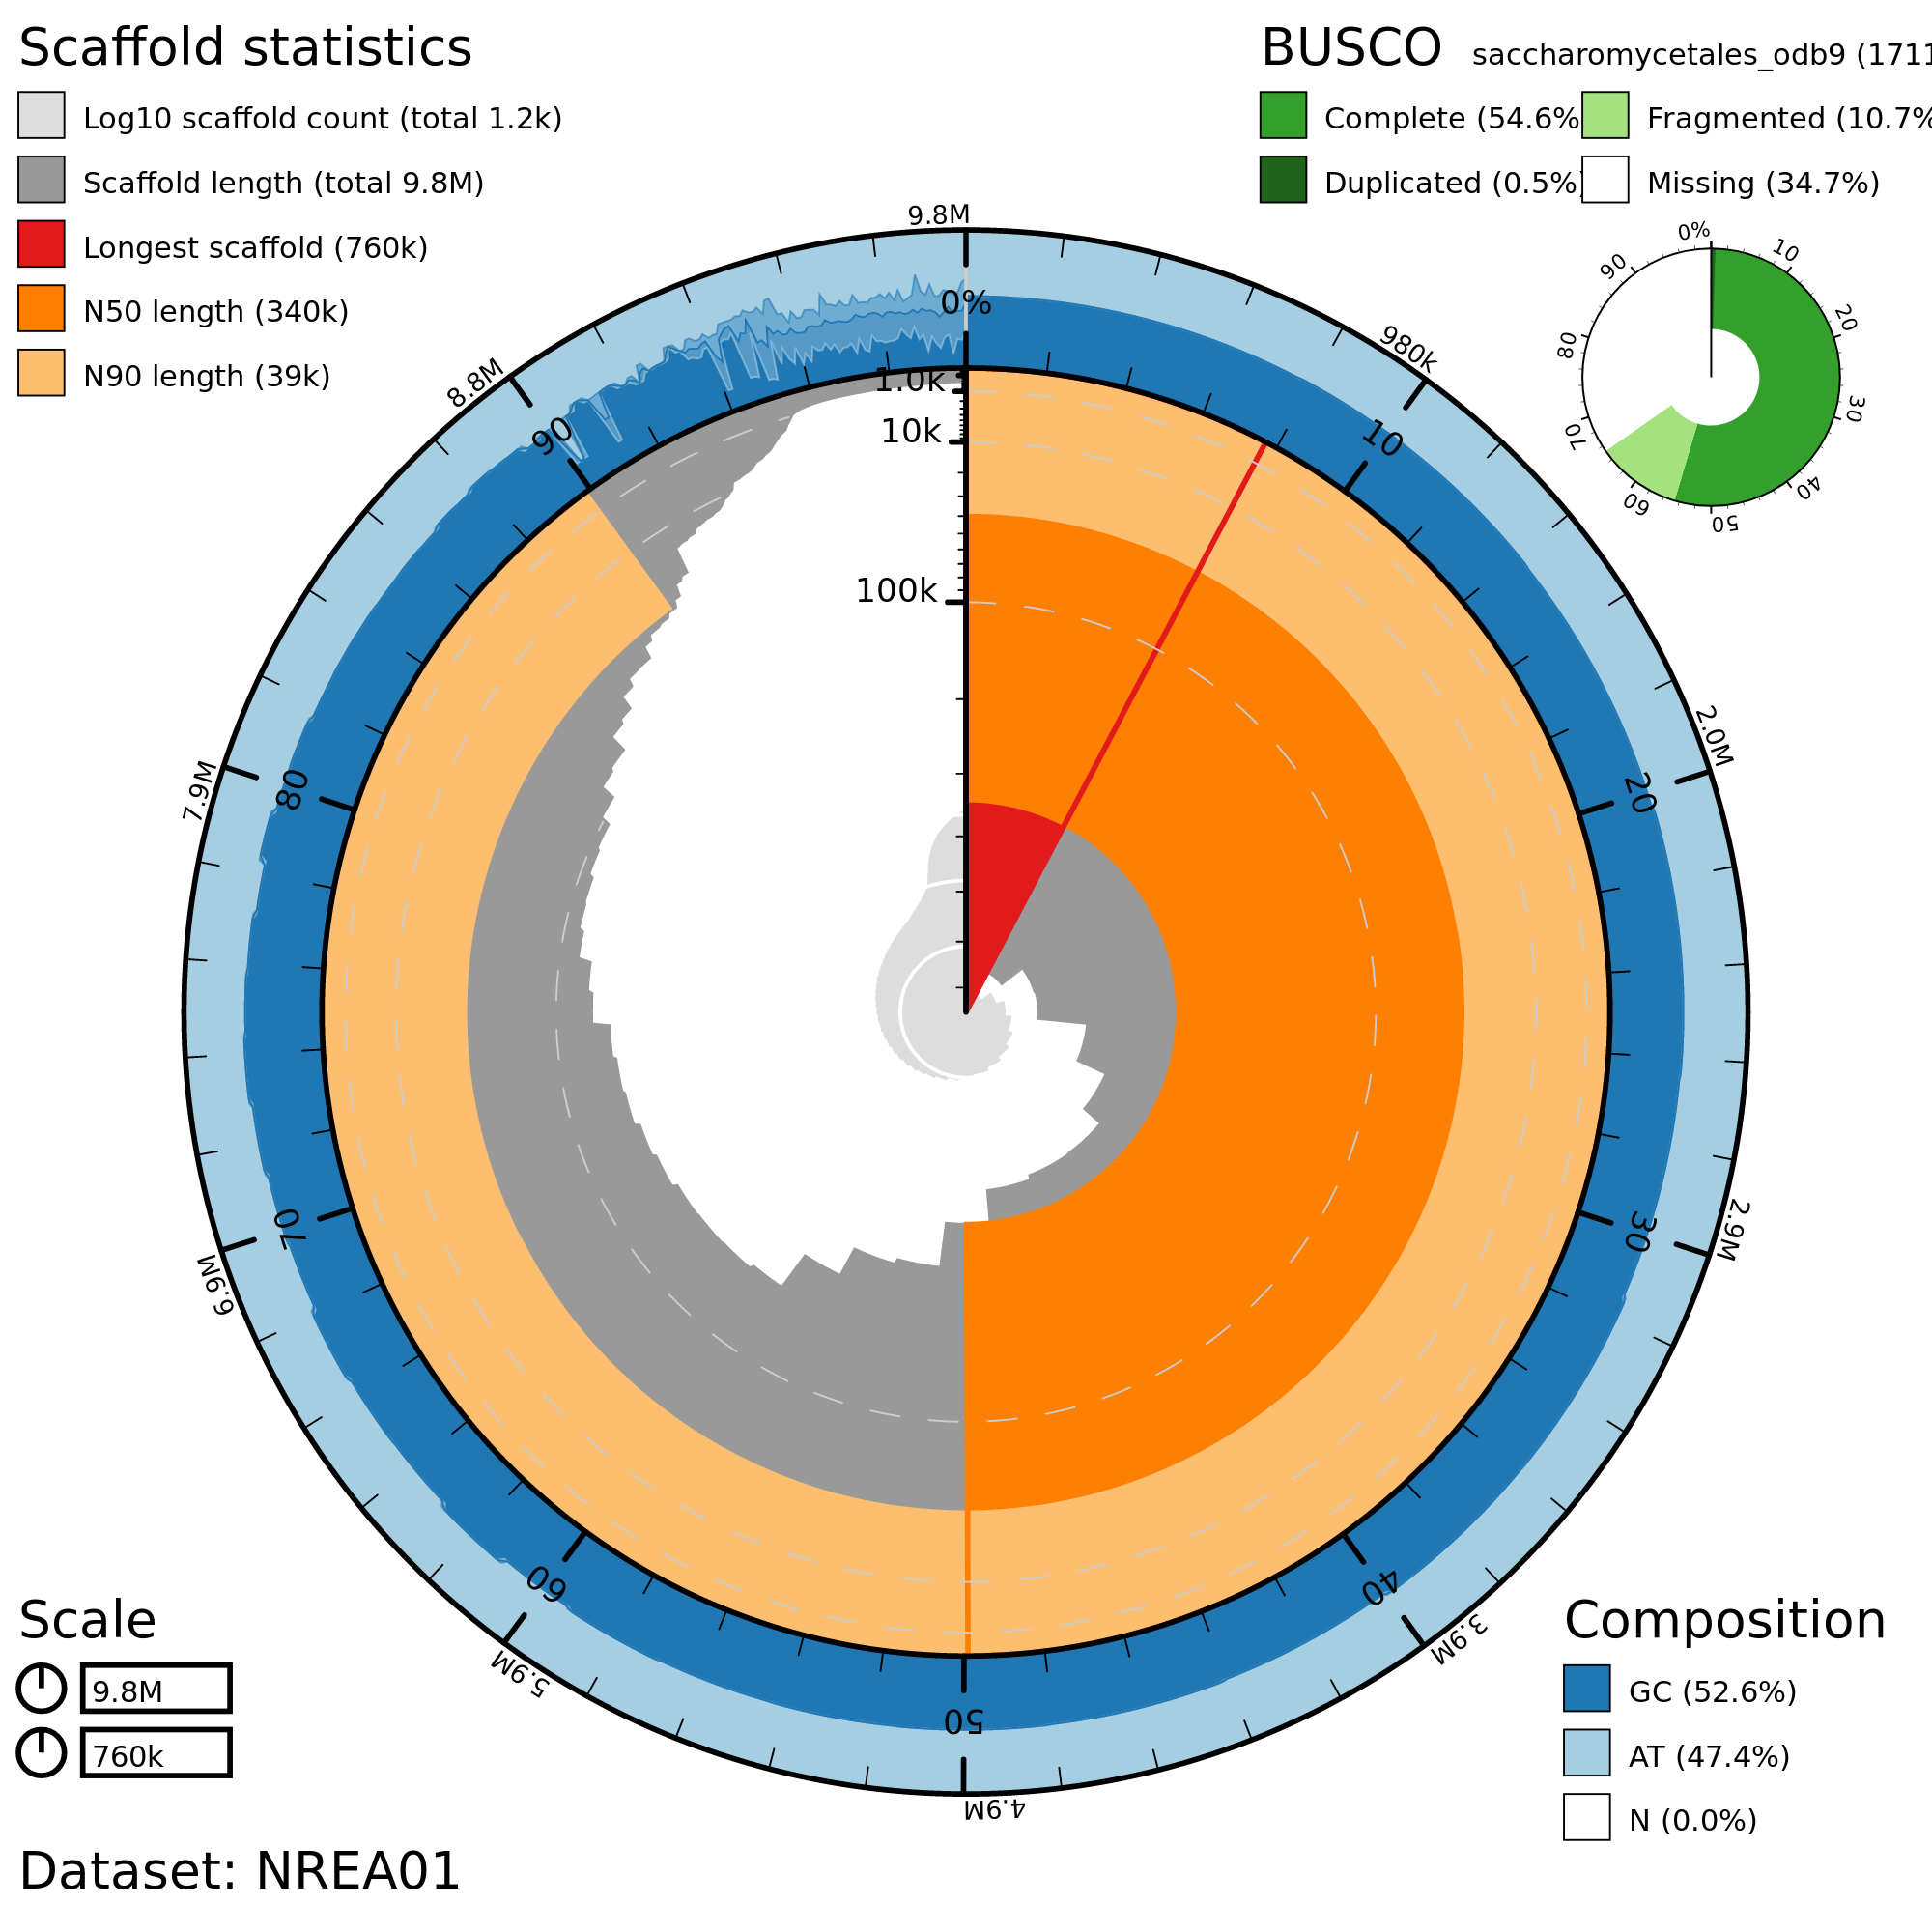 Scaffold statistics
Log10 scaffold count (total 1.2k)
Scaffold length (total 9.8M)
Longest scaffold (760k)
N50 length (340k)
N90 length (39k)
BUSCO saccharomycetales_odb9 (1711
Complete (54.6%
Fragmented (10.7%
Duplicated (0.5%)
Missing (34.7%)
0%
10
20
30
40
50
60
70
80
90
9.8M
980k
2.0M
2.9M
3.9M
4.9M
5.9M
6.9M
7.9M
8.8M
0%
10
20
30
40
50
60
70
80
90
1.0k
10k
100k
Scale
9.8M
760k
Composition
GC (52.6%)
AT (47.4%)
N (0.0%)
Dataset: NREA01